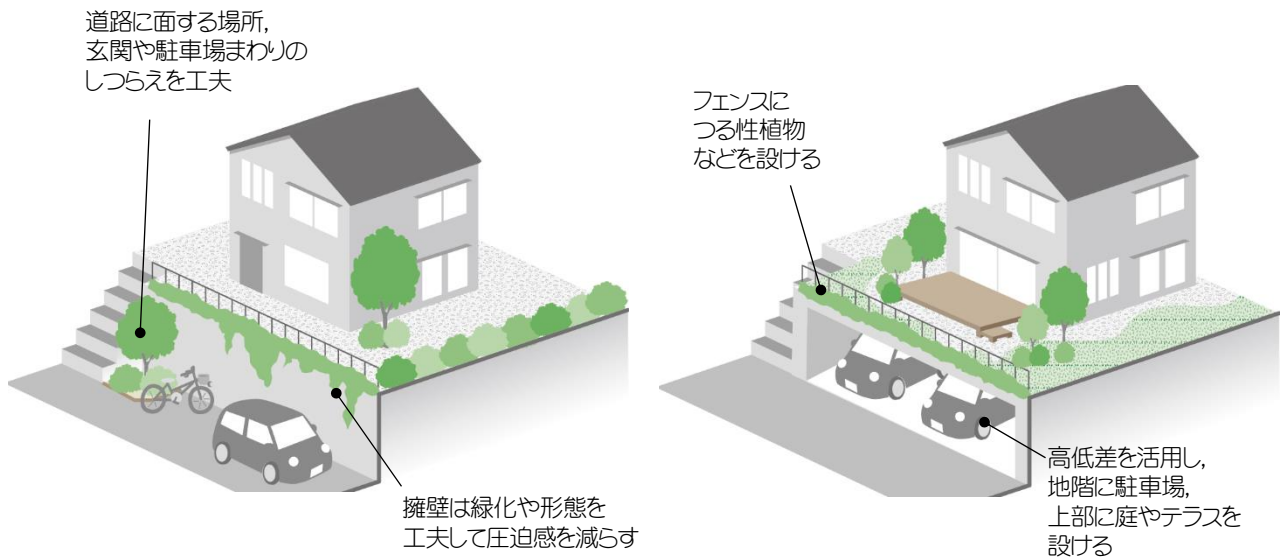 道路に面する場所,
玄関や駐車場まわりの
しつらえを工夫
擁壁は緑化や形態を
工夫して圧迫感を減らす
フェンスに
つる性植物
などを設ける
高低差を活用し,
地階に駐車場,
上部に庭やテラスを
設ける